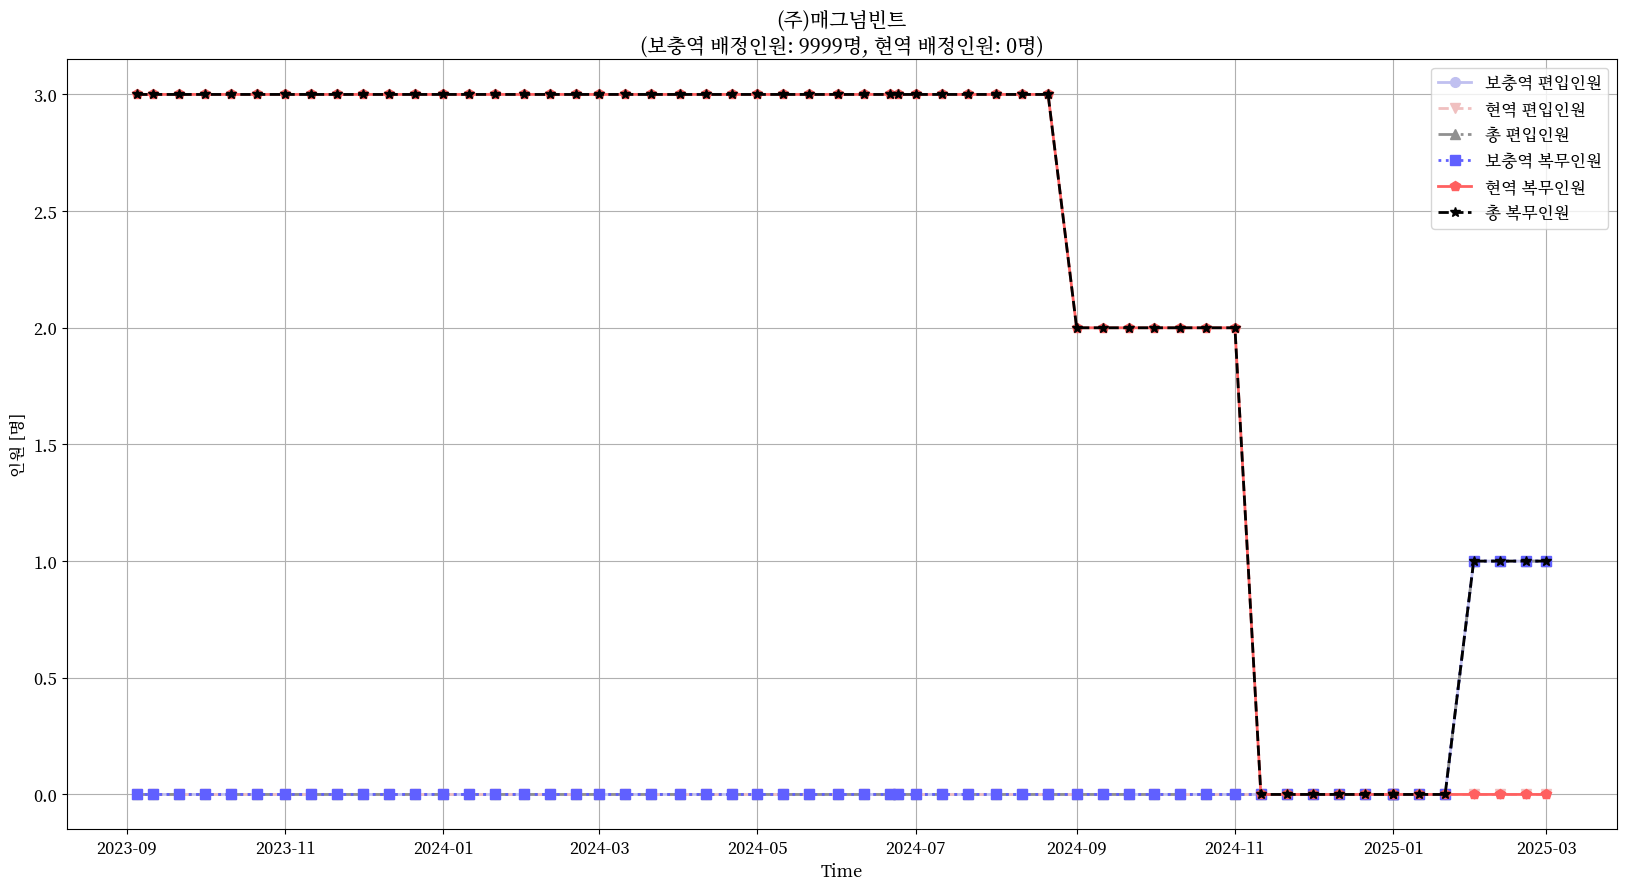 (주)매그넘빈트
(보충역 배정인원: 9999명, 현역 배정인원: 0명)
보충역 편입인원
현역 편입인원
총 편입인원
보충역 복무인원
현역 복무인원
총 복무인원
인원 [명]
3.0
2.5
2.0
1.5
1.0
0.5
0.0
2023-09 2023-11 2024-01 2024-03 2024-05 2024-07 2024-09 2024-11 2025-01 2025-03
Time